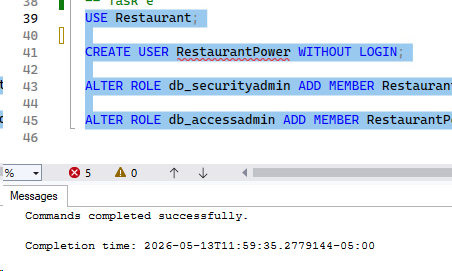 38
39 USE Restaurant;
40
41 CREATE USER RestaurantPower WITHOUT LOGIN;
42
43 ALTER ROLE db_securityadmin ADD MEMBER Restauran
44
45 ALTER ROLE db_accessadmin ADD MEMBER RestaurantP
46
% 5 0
Messages
Commands completed successfully.
Completion time: 2026-05-13T11:59:35.2779144-05:00